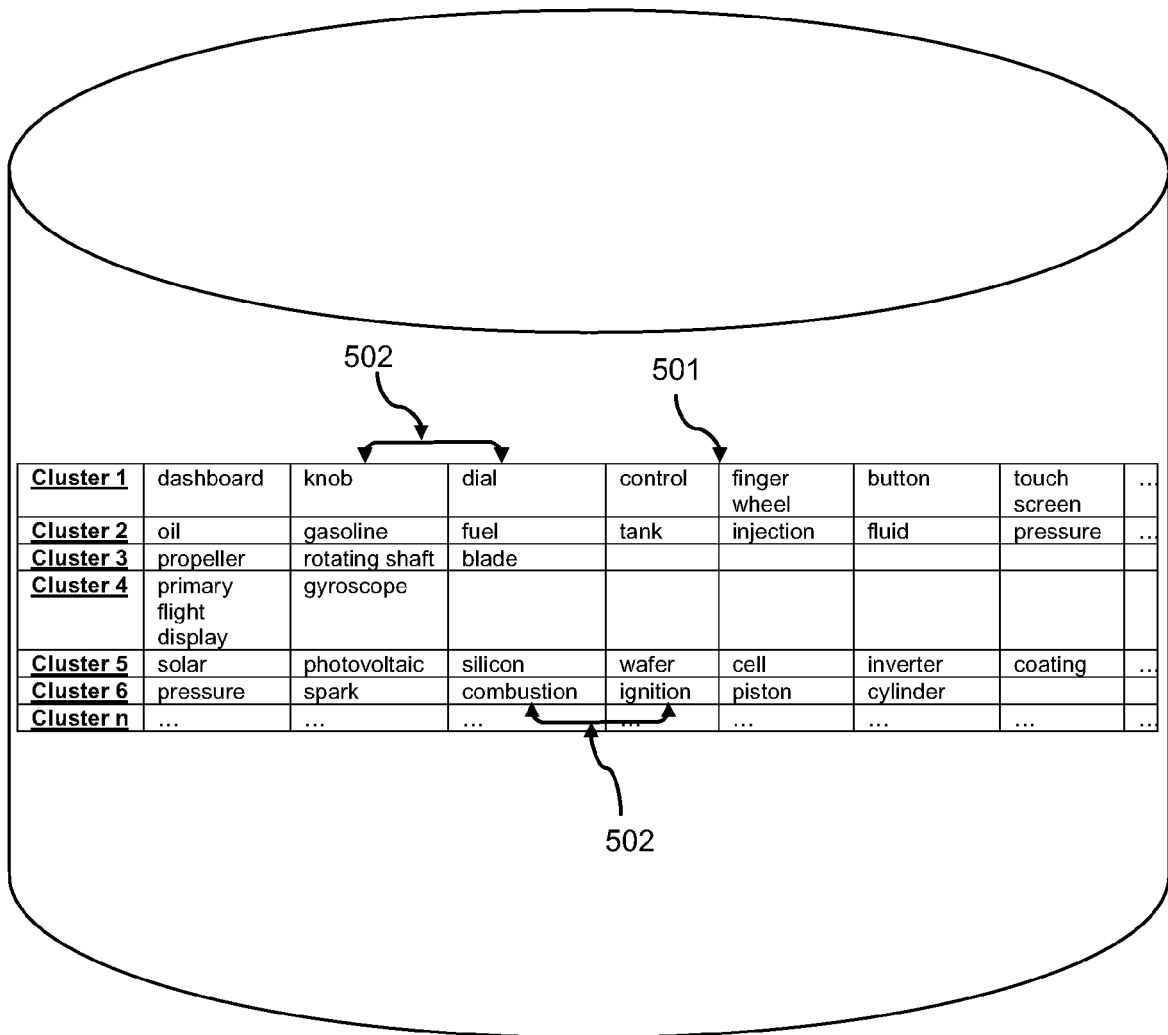 502
501
Cluster 1 dashboard knob dial control finger wheel button touch screen ...
Cluster 2 oil gasoline fuel tank injection fluid pressure ...
Cluster 3 propeller rotating shaft blade
Cluster 4 primary flight display gyroscope
Cluster 5 solar photovoltaic silicon wafer cell inverter coating ...
Cluster 6 pressure spark combustion ignition piston cylinder
Cluster n ... ... ... ... ... ... ... ...
502